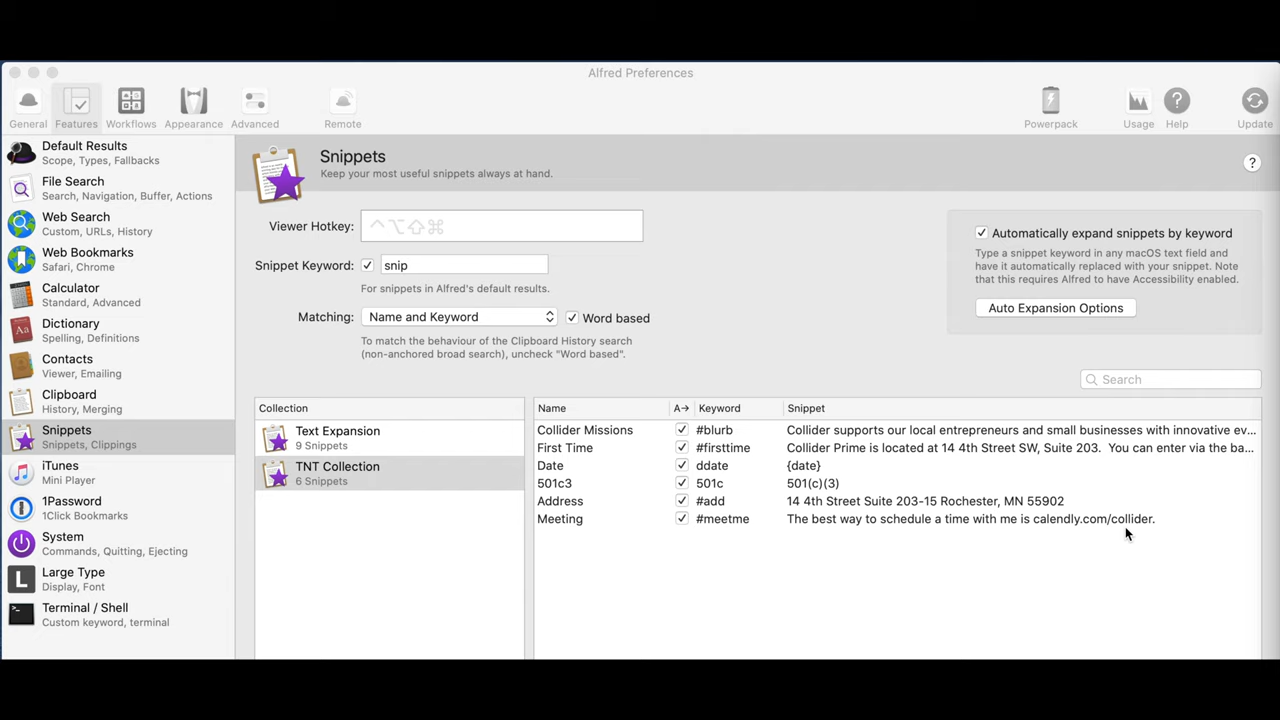 Alfred Preferences
General
Features
Workflows
Appearance
Advanced
Remote
Powerpack
Usage
Help
Update
Default Results
Scope, Types, Fallbacks
File Search
Search, Navigation, Buffer, Actions
Web Search
Custom, URLs, History
Web Bookmarks
Safari, Chrome
Calculator
Standard, Advanced
Dictionary
Spelling, Definitions
Contacts
Viewer, Emailing
Clipboard
History, Merging
Snippets
Snippets, Clippings
iTunes
Mini Player
1Password
1Click Bookmarks
System
Commands, Quitting, Ejecting
Large Type
Display, Font
Terminal / Shell
Custom keyword, terminal
Snippets
Keep your most useful snippets always at hand.
?
Viewer Hotkey: ⌃⌥⇧⌘
Snippet Keyword: snip
For snippets in Alfred's default results.
Matching: Name and Keyword Word based
To match the behaviour of the Clipboard History search
(non-anchored broad search), uncheck "Word based".
Automatically expand snippets by keyword
Type a snippet keyword in any macOS text field and
have it automatically replaced with your snippet. Note
that this requires Alfred to have Accessibility enabled.
Auto Expansion Options
Search
Collection
Text Expansion
9 Snippets
TNT Collection
6 Snippets
Name A→ Keyword Snippet
Collider Missions #blurb Collider supports our local entrepreneurs and small businesses with innovative ev...
First Time #firsttime Collider Prime is located at 14 4th Street SW, Suite 203. You can enter via the ba...
Date ddate {date}
501c3 501c 501(c)(3)
Address #add 14 4th Street Suite 203-15 Rochester, MN 55902
Meeting #meetme The best way to schedule a time with me is calendly.com/collider.